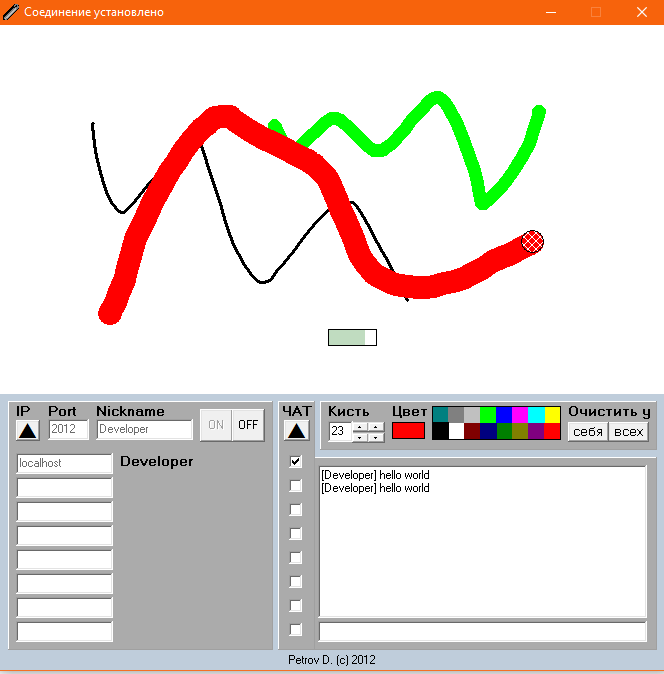 Соединение установлено
IP Port Nickname
2012 Developer ON OFF
ЧАТ
Кисть Цвет Очистить у
23 себя всех
localhost Developer
[Developer] hello world
[Developer] hello world
Petrov D. (c) 2012